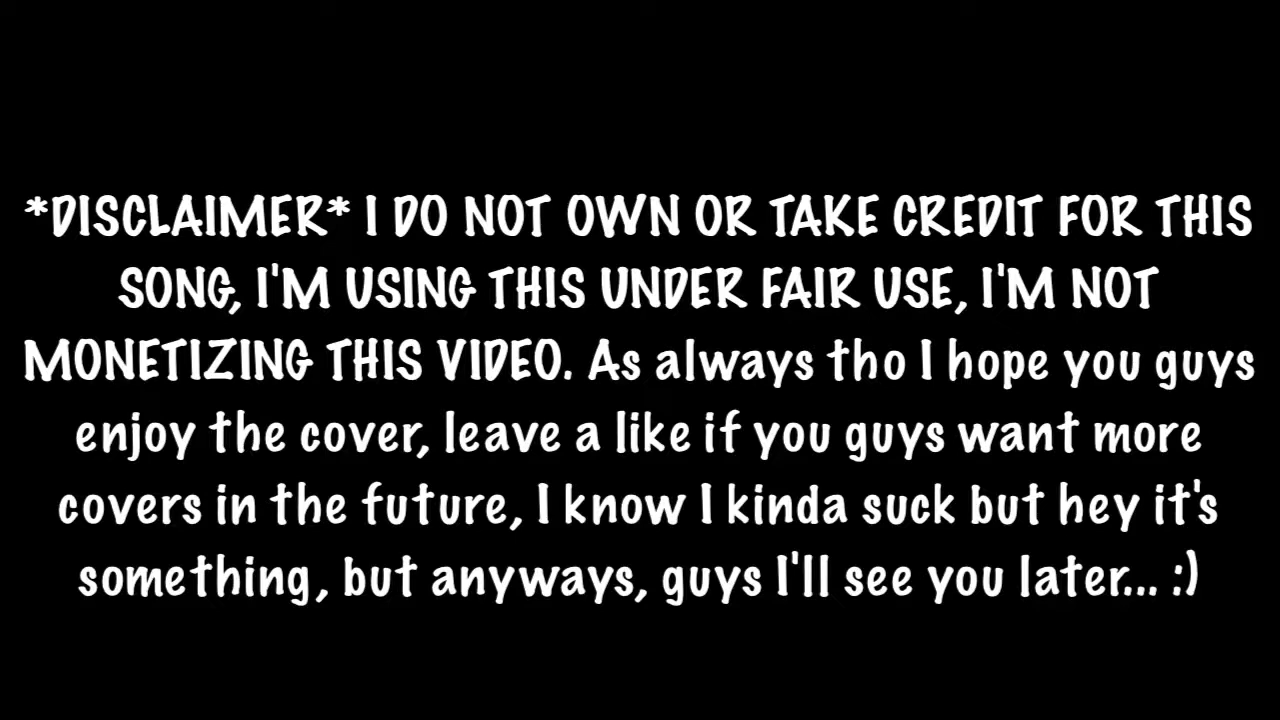 *DISCLAIMER* I DO NOT OWN OR TAKE CREDIT FOR THIS
SONG, I'M USING THIS UNDER FAIR USE, I'M NOT
MONETIZING THIS VIDEO. As always tho I hope you guys
enjoy the cover, leave a like if you guys want more
covers in the future, I know I kinda suck but hey it's
something, but anyways, guys I'll see you later... :)